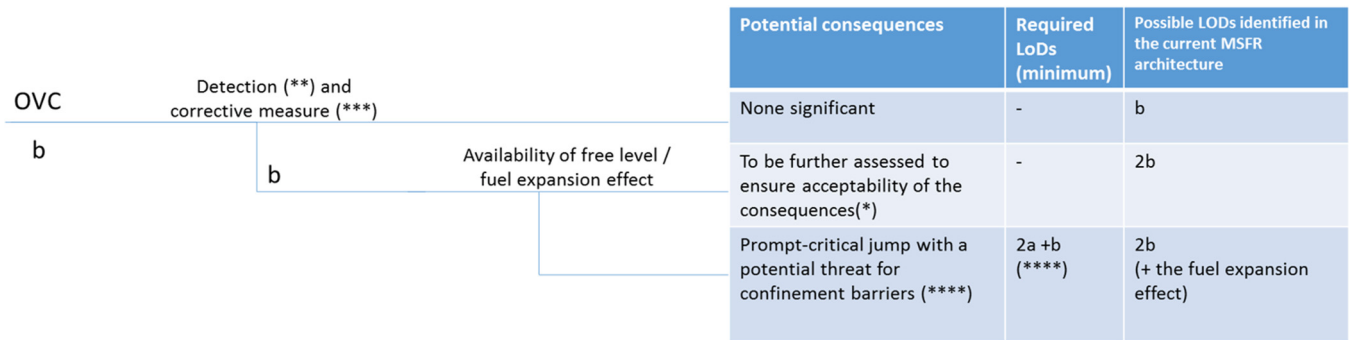 OVC
b
Detection (**) and
corrective measure (***)
b
Availability of free level /
fuel expansion effect
Potential consequences
Required
LoDs
(minimum)
Possible LODs identified in
the current MSFR
architecture
None significant
-
b
To be further assessed to
ensure acceptability of the
consequences(*)
-
2b
Prompt-critical jump with a
potential threat for
confinement barriers (****)
2a +b
(****)
2b
(+ the fuel expansion
effect)